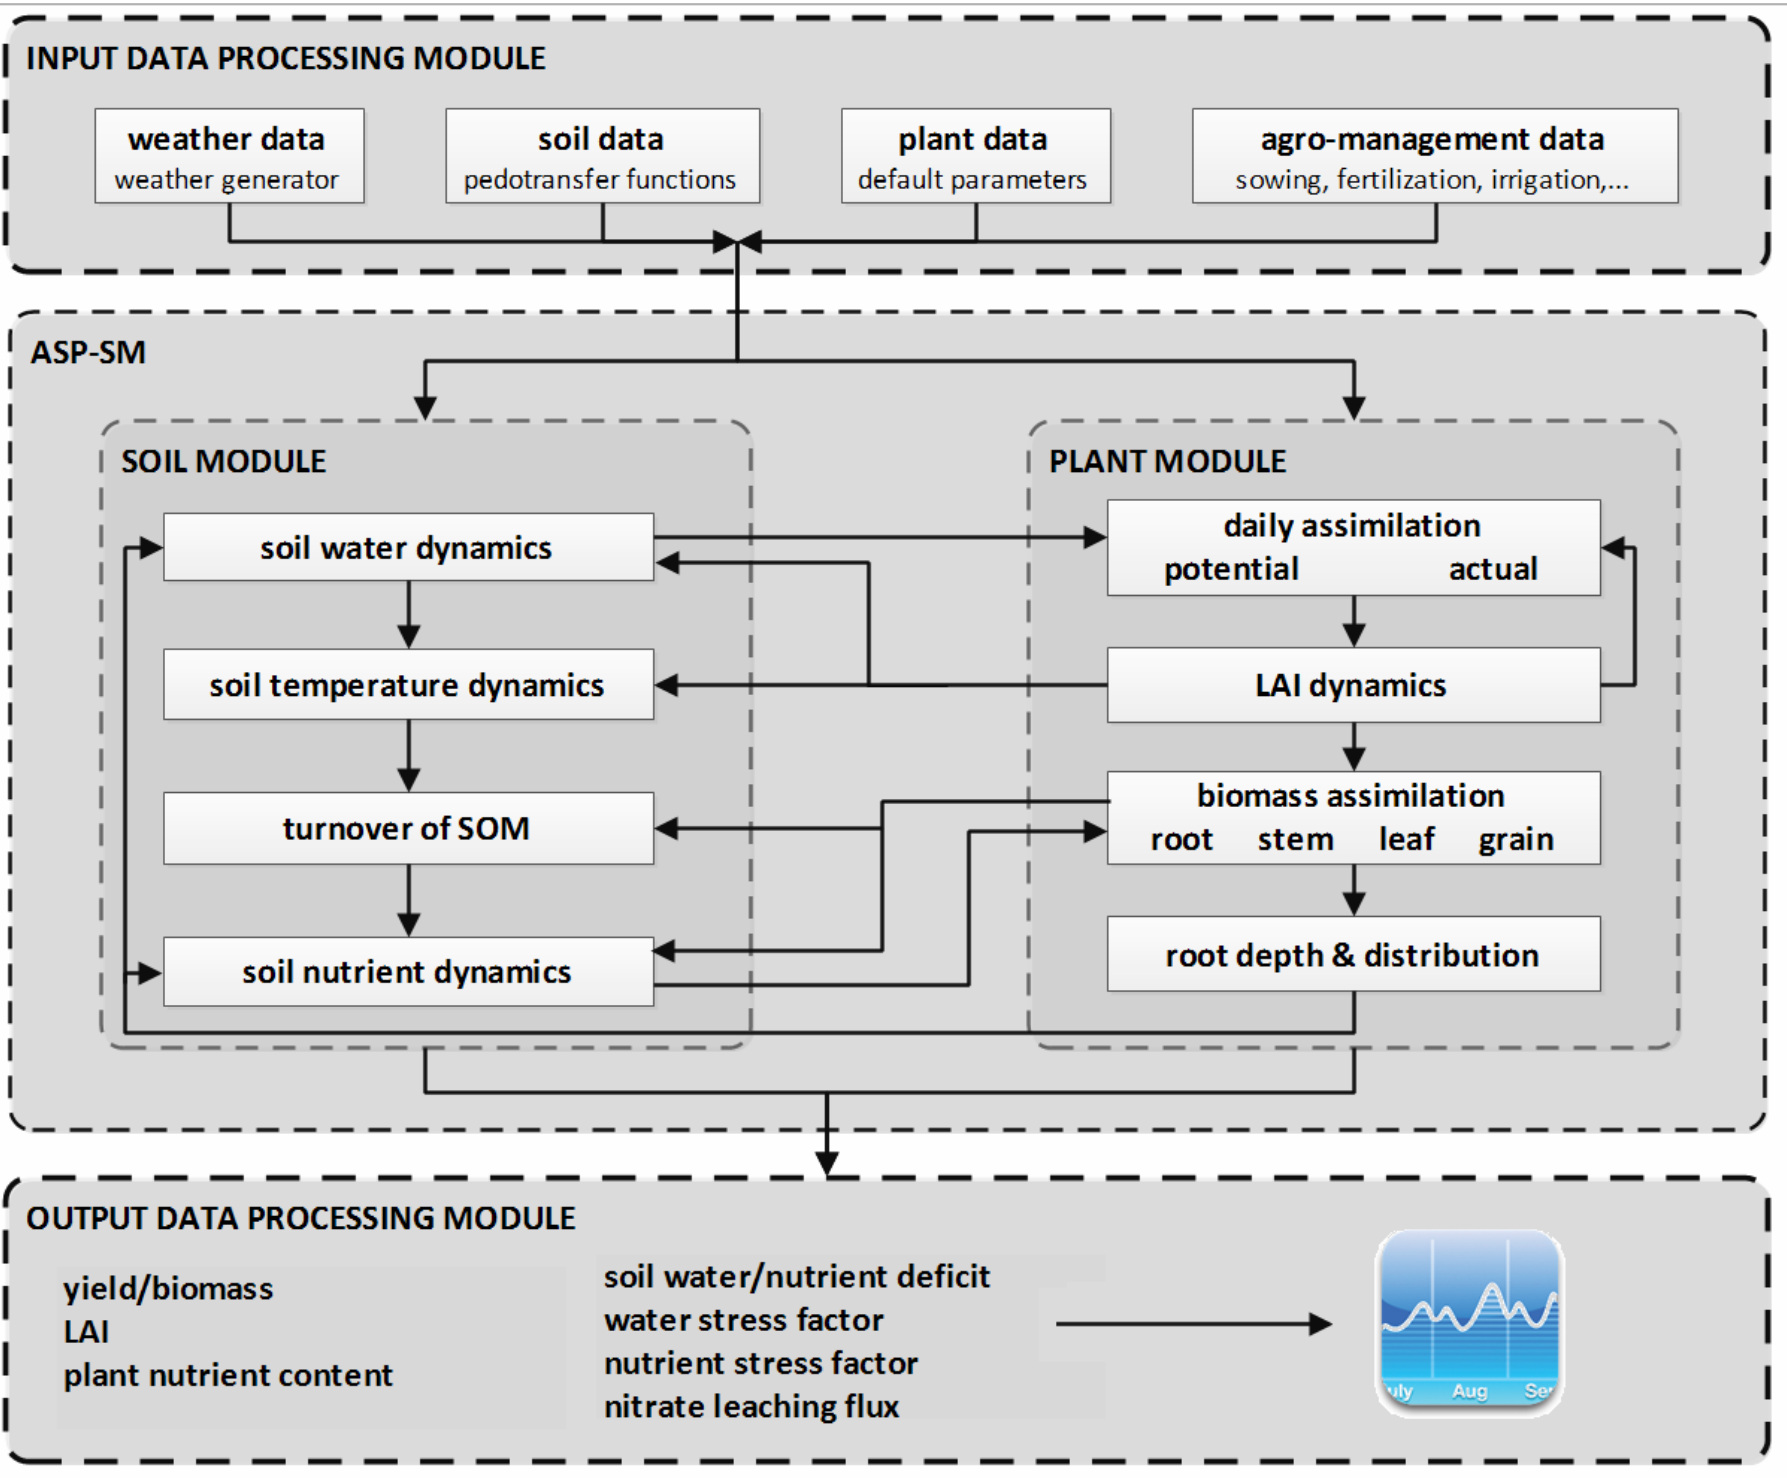 INPUT DATA PROCESSING MODULE
weather data
weather generator
soil data
pedotransfer functions
plant data
default parameters
agro-management data
sowing, fertilization, irrigation,...
ASP-SM
SOIL MODULE
soil water dynamics
soil temperature dynamics
turnover of SOM
soil nutrient dynamics
PLANT MODULE
daily assimilation
potential actual
LAI dynamics
biomass assimilation
root stem leaf grain
root depth & distribution
OUTPUT DATA PROCESSING MODULE
yield/biomass
LAI
plant nutrient content
soil water/nutrient deficit
water stress factor
nutrient stress factor
nitrate leaching flux
uly Aug Se